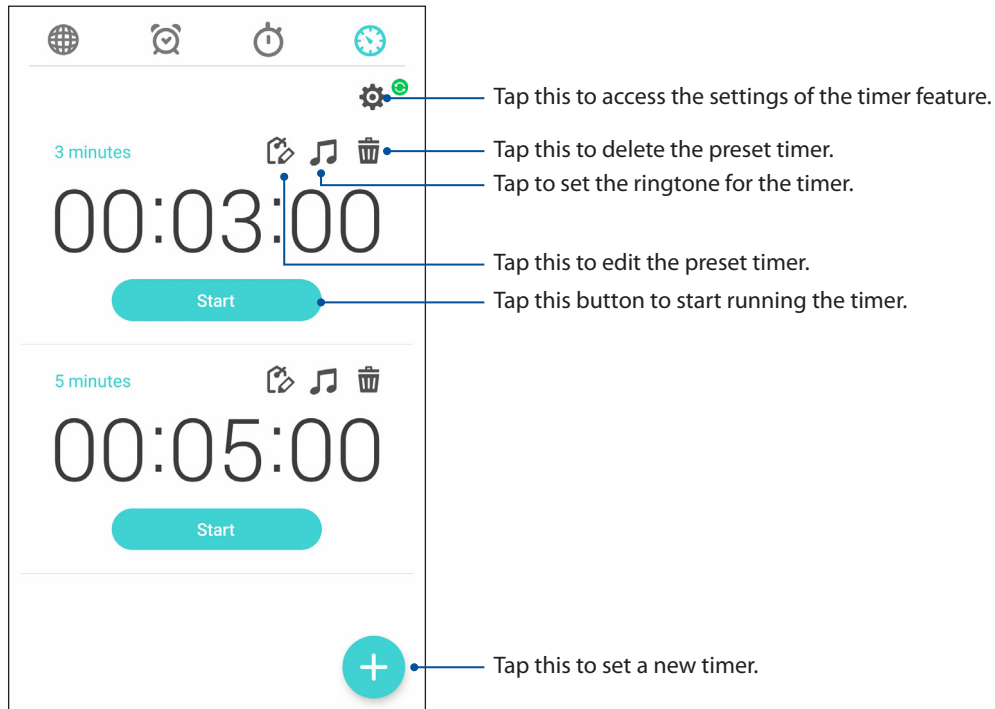 Tap this to access the settings of the timer feature.
3 minutes
Tap this to delete the preset timer.
Tap to set the ringtone for the timer.
00:03:00
Tap this to edit the preset timer.
Start
Tap this button to start running the timer.
5 minutes
00:05:00
Start
Tap this to set a new timer.